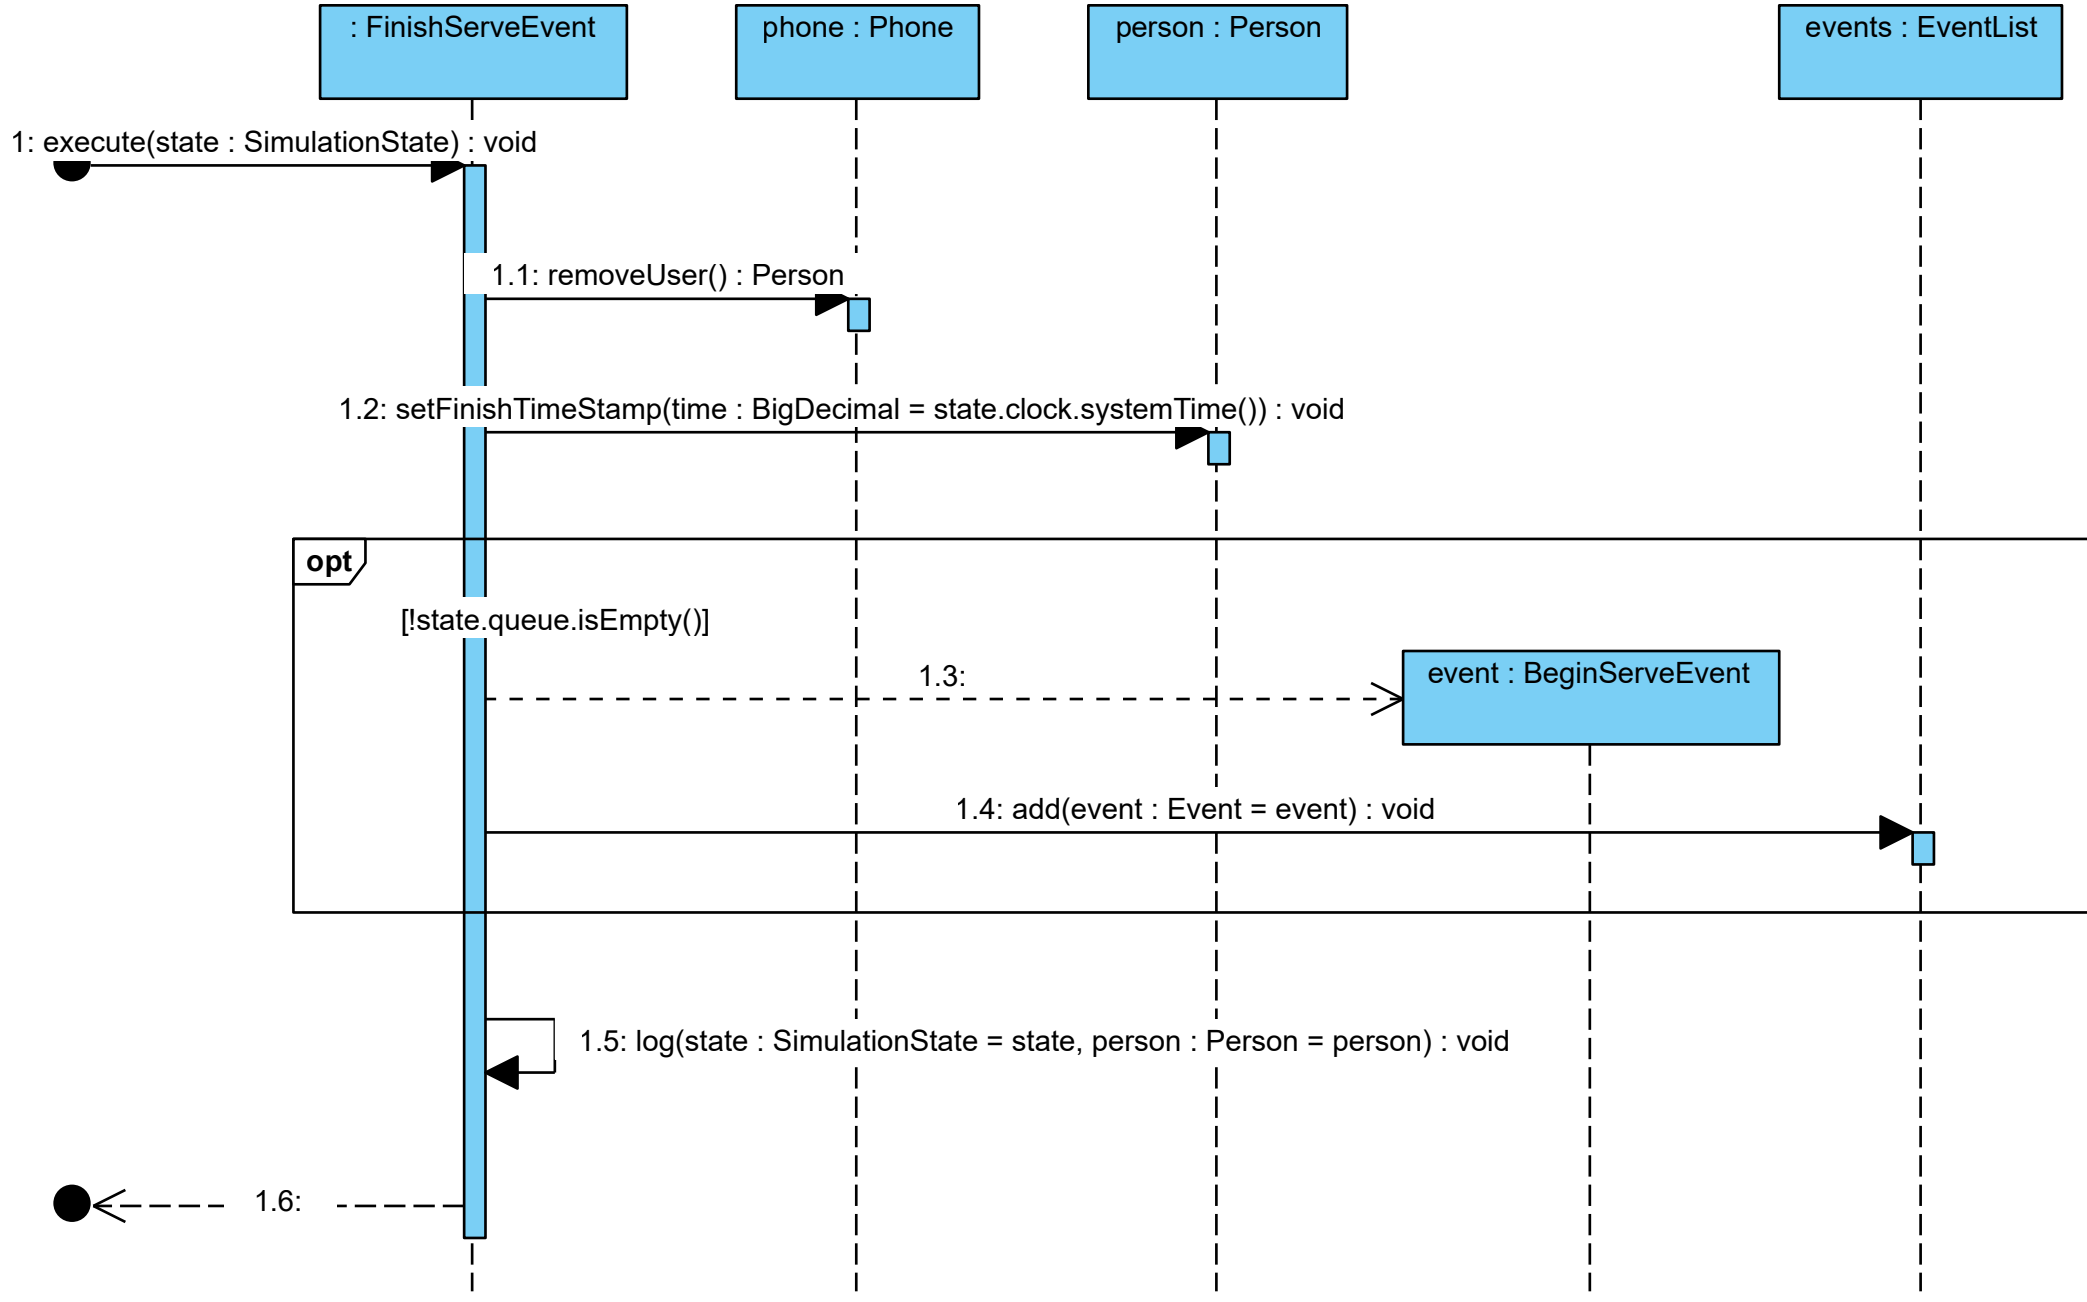 : FinishServeEvent
phone : Phone
person : Person
events : EventList
1: execute(state : SimulationState) : void
1.1: removeUser() : Person
1.2: setFinishTimeStamp(time : BigDecimal = state.clock.systemTime()) : void
opt
[!state.queue.isEmpty()]
1.3:
event : BeginServeEvent
1.4: add(event : Event = event) : void
1.5: log(state : SimulationState = state, person : Person = person) : void
1.6: